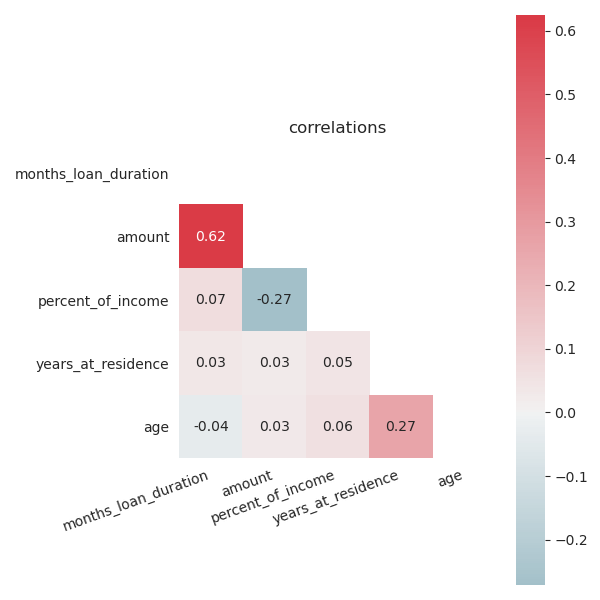 correlations
months_loan_duration
amount
0.62
percent_of_income
0.07 -0.27
years_at_residence
0.03 0.03 0.05
age
-0.04 0.03 0.06 0.27
months_loan_duration
amount
percent_of_income
years_at_residence
age
0.6
0.5
0.4
0.3
0.2
0.1
0.0
−0.1
−0.2